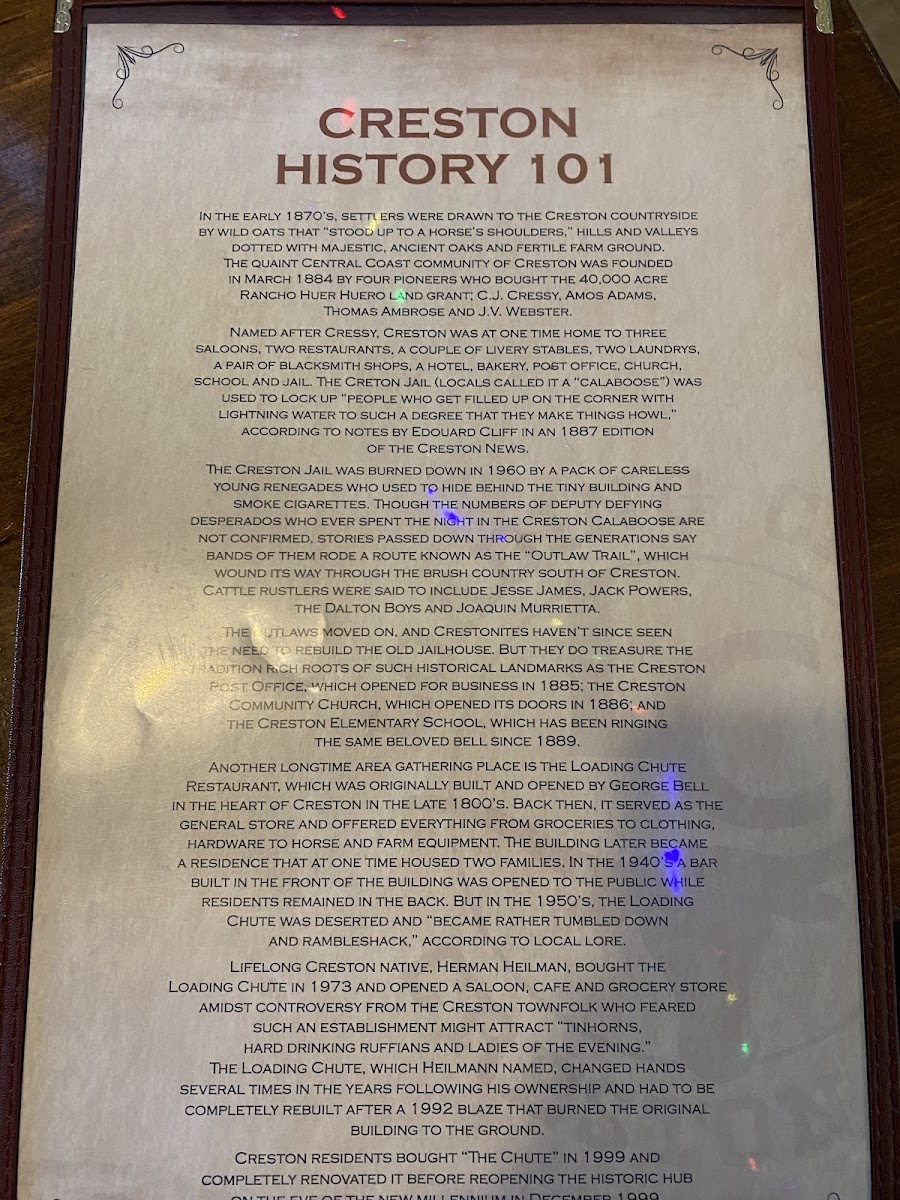 CRESTON
HISTORY 101
In the early 1870's, settlers were drawn to the Creston countryside
by wild oats that "stood up to a horse's shoulders," hills and valleys
dotted with majestic, ancient oaks and fertile farm ground.
The quaint Central Coast community of Creston was founded
in March 1884 by four pioneers who bought the 40,000 acre
Rancho Huer Huero land grant; C.J. Cressy, Amos Adams,
Thomas Ambrose and J.V. Webster.
Named after Cressy, Creston was at one time home to three
saloons, two restaurants, a couple of livery stables, two laundrys,
a pair of blacksmith shops, a hotel, bakery, post office, church,
school and jail. The Creton Jail (locals called it a "calaboose") was
used to lock up "people who get filled up on the corner with
lightning water to such a degree that they make things howl,"
according to notes by Edouard Cliff in an 1887 edition
of the Creston News.
The Creston Jail was burned down in 1960 by a pack of careless
young renegades who used to hide behind the tiny building and
smoke cigarettes. Though the numbers of deputy defying
desperados who ever spent the night in the Creston Calaboose are
not confirmed, stories passed down through the generations say
bands of them rode a route known as the "Outlaw Trail", which
wound its way through the brush country south of Creston.
Cattle rustlers were said to include Jesse James, Jack Powers,
the Dalton Boys and Joaquin Murrietta.
The outlaws moved on, and Crestonites haven't since seen
the need to rebuild the old jailhouse. But they do treasure the
tradition rich roots of such historical landmarks as the Creston
Post Office, which opened for business in 1885; the Creston
Community Church, which opened its doors in 1886; and
the Creston Elementary School, which has been ringing
the same beloved bell since 1889.
Another longtime area gathering place is the Loading Chute
Restaurant, which was originally built and opened by George Bell
in the heart of Creston in the late 1800's. Back then, it served as the
general store and offered everything from groceries to clothing,
hardware to horse and farm equipment. The building later became
a residence that at one time housed two families. In the 1940's a bar
built in the front of the building was opened to the public while
residents remained in the back. But in the 1950's, the Loading
Chute was deserted and "became rather tumbled down
and rambleshack," according to local lore.
Lifelong Creston native, Herman Heilman, bought the
Loading Chute in 1973 and opened a saloon, cafe and grocery store
amidst controversy from the Creston townfolk who feared
such an establishment might attract "tinhorns,
hard drinking ruffians and ladies of the evening."
The Loading Chute, which Heilmann named, changed hands
several times in the years following his ownership and had to be
completely rebuilt after a 1992 blaze that burned the original
building to the ground.
Creston residents bought "The Chute" in 1999 and
completely renovated it before reopening the historic hub
on the eve of the new millennium in December 1999